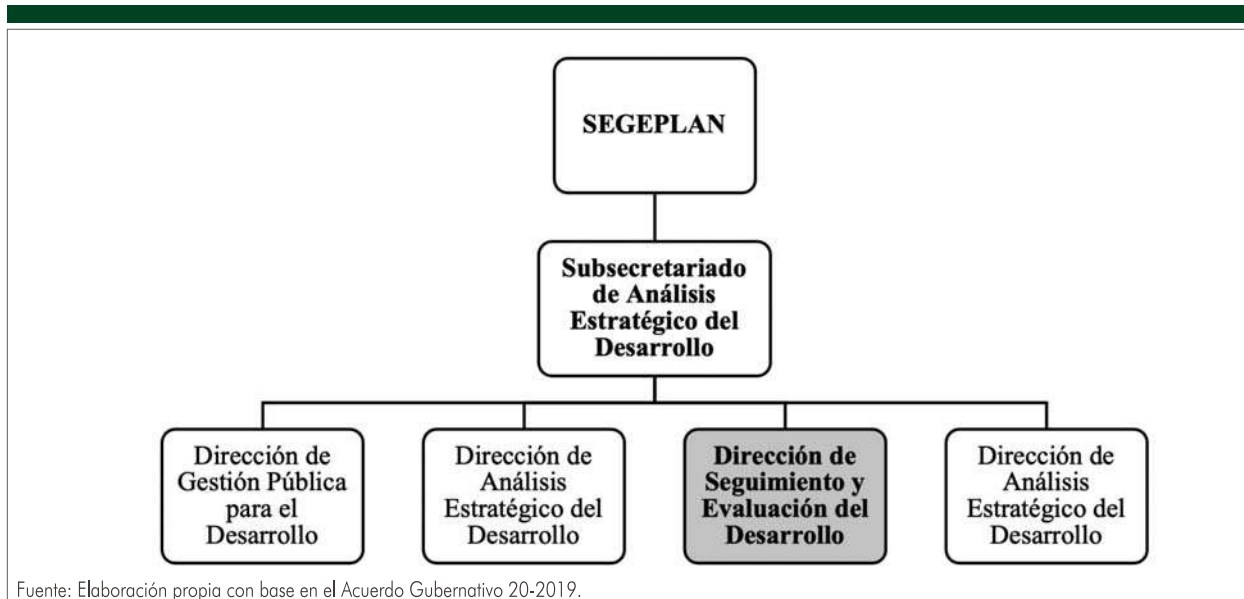 SEGEPLAN
Subsecretariado
de Análisis
Estratégico del
Desarrollo
Dirección de
Gestión Pública
para el
Desarrollo
Dirección de
Análisis
Estratégico del
Desarrollo
Dirección de
Seguimiento y
Evaluación del
Desarrollo
Dirección de
Análisis
Estratégico del
Desarrollo
Fuente: Elaboración propia con base en el Acuerdo Gubernativo 20-2019.